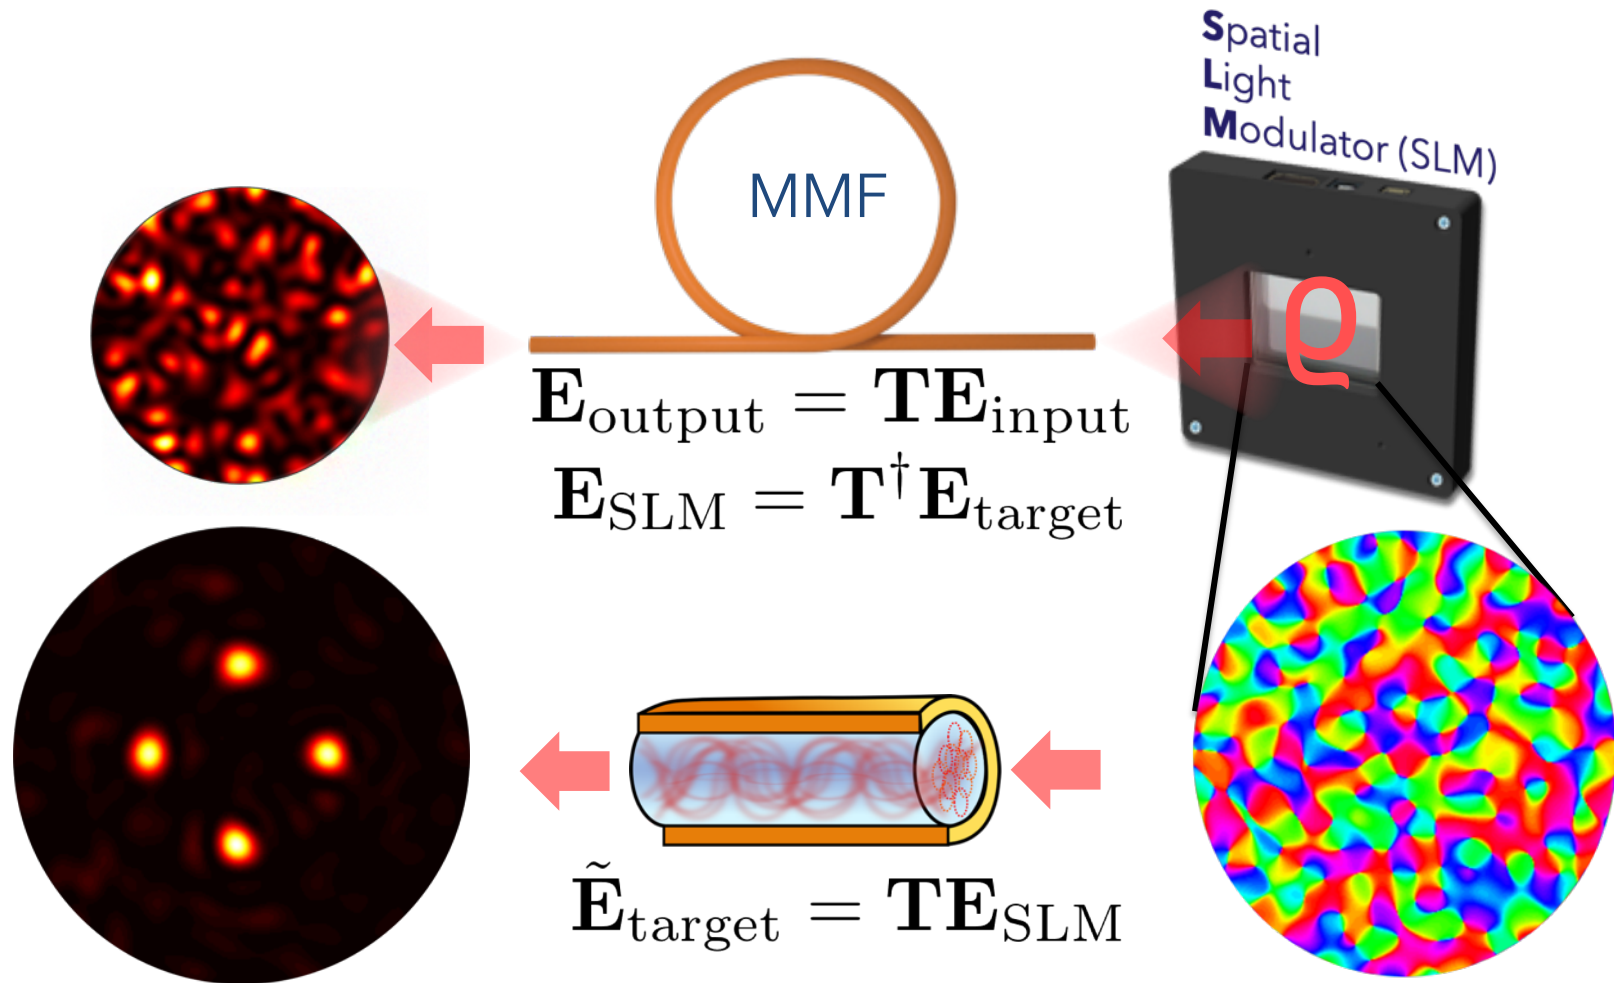 Spatial
Light
Modulator (SLM)
MMF
ϱ
E_output = TE_input
E_SLM = T†E_target
Ẽ_target = TE_SLM